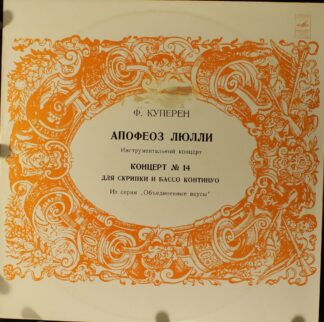 Ф. КУПЕРЕН
АПОФЕОЗ ЛЮЛЛИ
Инструментальный концерт
КОНЦЕРТ № 14
ДЛЯ СКРИПКИ И БАССО КОНТИНУО
Из серии „Объединенные вкусы“